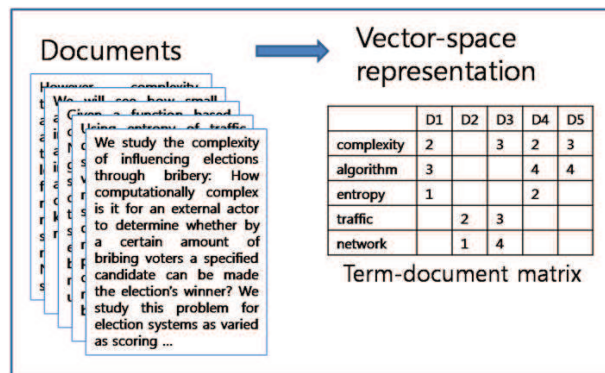 Documents
Vector-space
representation
However, complexity
We will see how small
Given a function based
Using entropy of traffic
We study the complexity
of influencing elections
through bribery: How
computationally complex
is it for an external actor
to determine whether by
a certain amount of
bribing voters a specified
candidate can be made
the election's winner? We
study this problem for
election systems as varied
as scoring ...
D1 D2 D3 D4 D5
complexity 2 3 2 3
algorithm 3 4 4
entropy 1 2
traffic 2 3
network 1 4
Term-document matrix